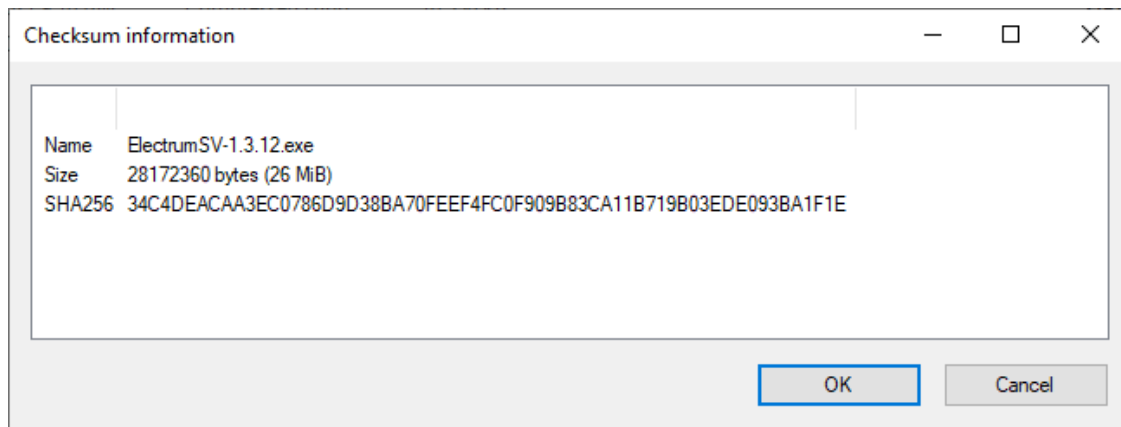 Checksum information
Name ElectrumSV-1.3.12.exe
Size 28172360 bytes (26 MiB)
SHA256 34C4DEACAA3EC0786D9D38BA70FEEF4FC0F909B83CA11B719B03EDE093BA1F1E
OK Cancel